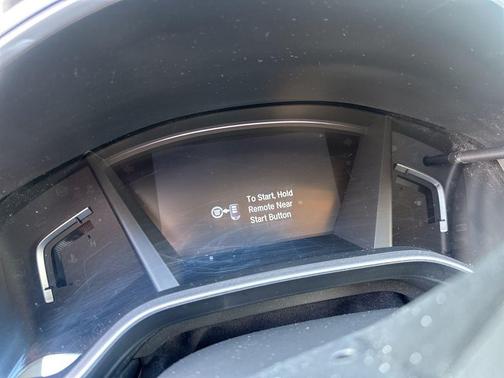 To Start, Hold
Remote Near
Start Button